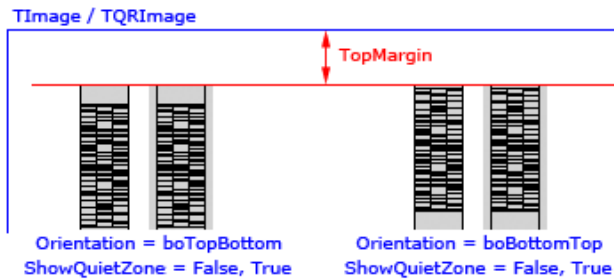 TImage / TQRImage
TopMargin
Orientation = boTopBottom
ShowQuietZone = False, True
Orientation = boBottomTop
ShowQuietZone = False, True